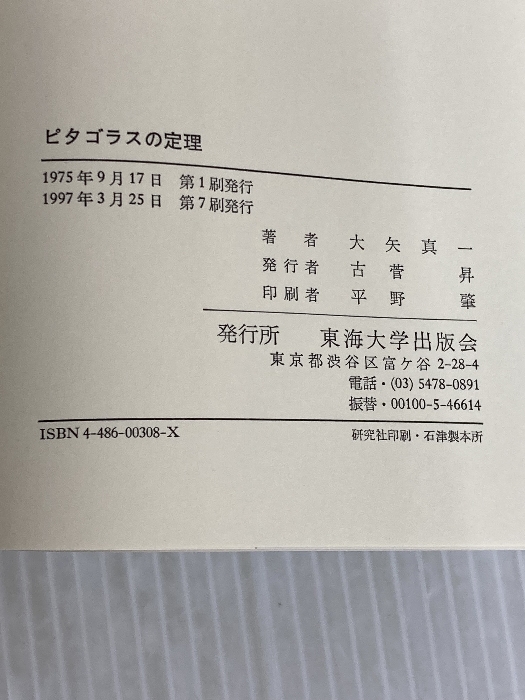 ピタゴラスの定理
1975年9月17日 第1刷発行
1997年3月25日 第7刷発行
著者 大矢真一
発行者 古菅昇
印刷者 平野肇
発行所 東海大学出版会
東京都渋谷区富ケ谷 2-28-4
電話・(03) 5478-0891
振替・00100-5-46614
ISBN 4-486-00308-X 研究社印刷・石津製本所